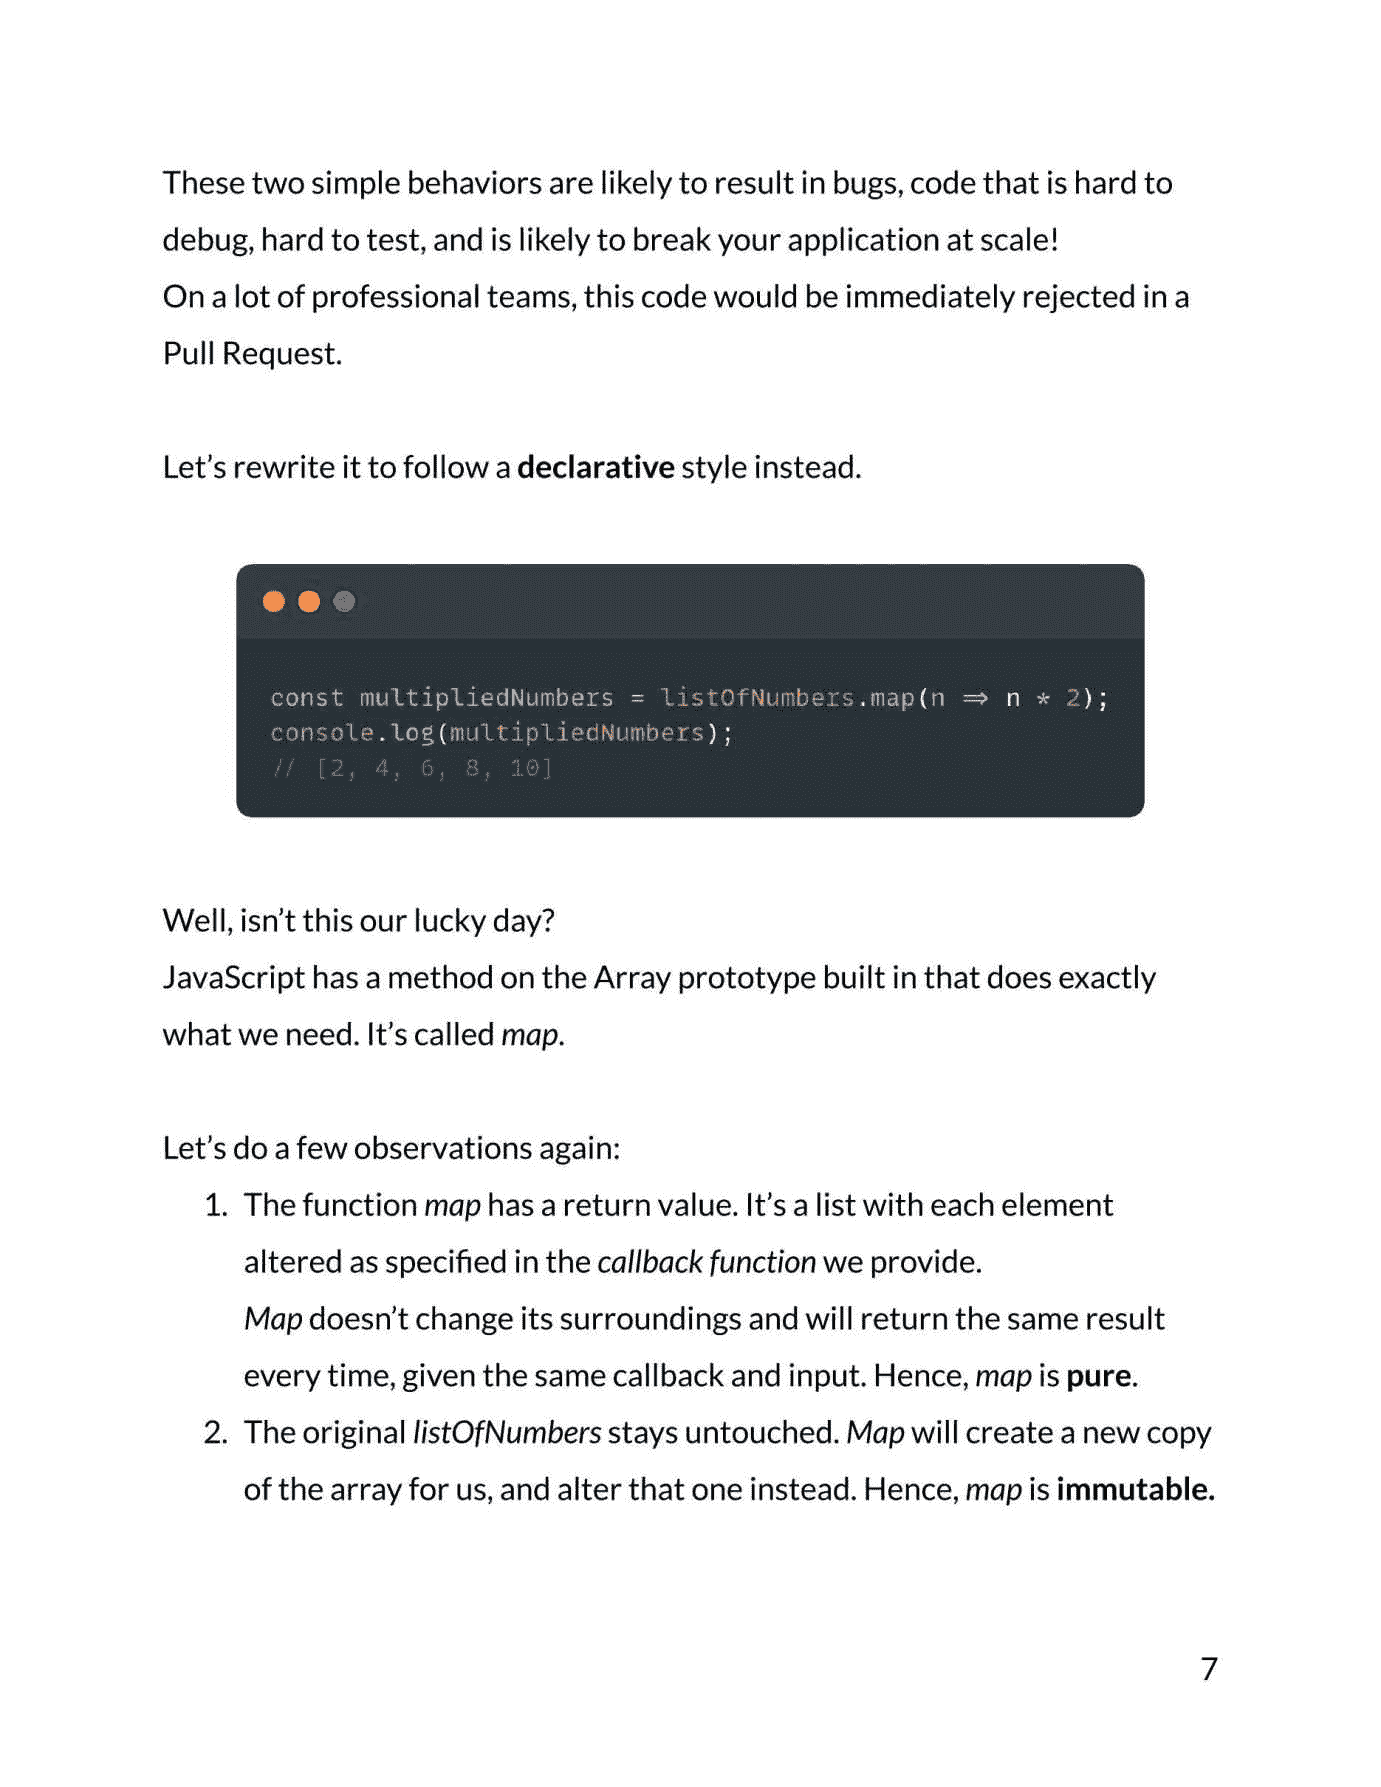 These two simple behaviors are likely to result in bugs, code that is hard to
debug, hard to test, and is likely to break your application at scale!
On a lot of professional teams, this code would be immediately rejected in a
Pull Request.
Let’s rewrite it to follow a declarative style instead.
const multipliedNumbers = listOfNumbers.map(n ⇒ n * 2);
console.log(multipliedNumbers);
// [2, 4, 6, 8, 10]
Well, isn’t this our lucky day?
JavaScript has a method on the Array prototype built in that does exactly
what we need. It’s called map.
Let’s do a few observations again:
1. The function map has a return value. It’s a list with each element
altered as specified in the callback function we provide.
Map doesn’t change its surroundings and will return the same result
every time, given the same callback and input. Hence, map is pure.
2. The original listOfNumbers stays untouched. Map will create a new copy
of the array for us, and alter that one instead. Hence, map is immutable.
7